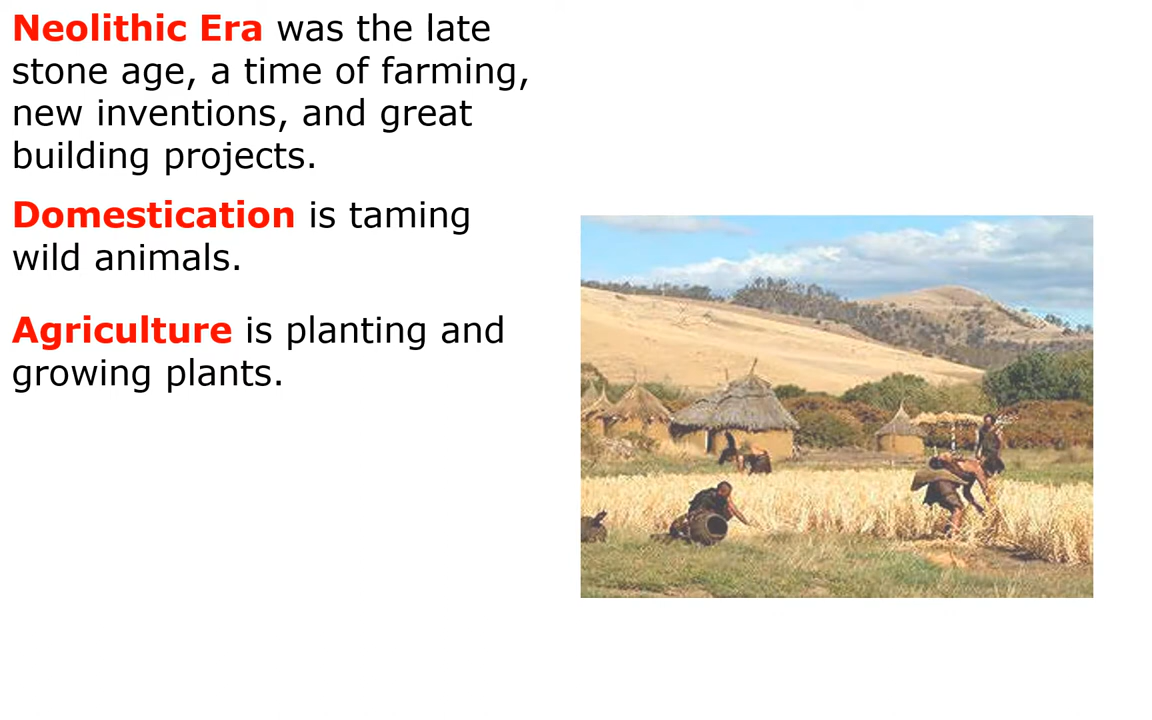 Neolithic Era was the late
stone age, a time of farming,
new inventions, and great
building projects.
Domestication is taming
wild animals.
Agriculture is planting and
growing plants.